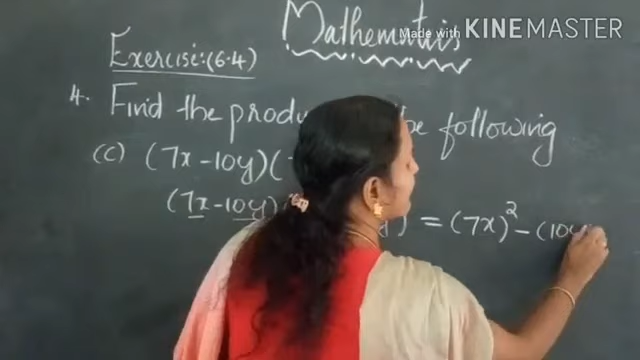 Made with KINEMASTER
Mathematics
Exercise:(6.4)
4. Find the produ be following
(c) (7x-10y)(
(7x-10y) ) = (7x)² - (10y